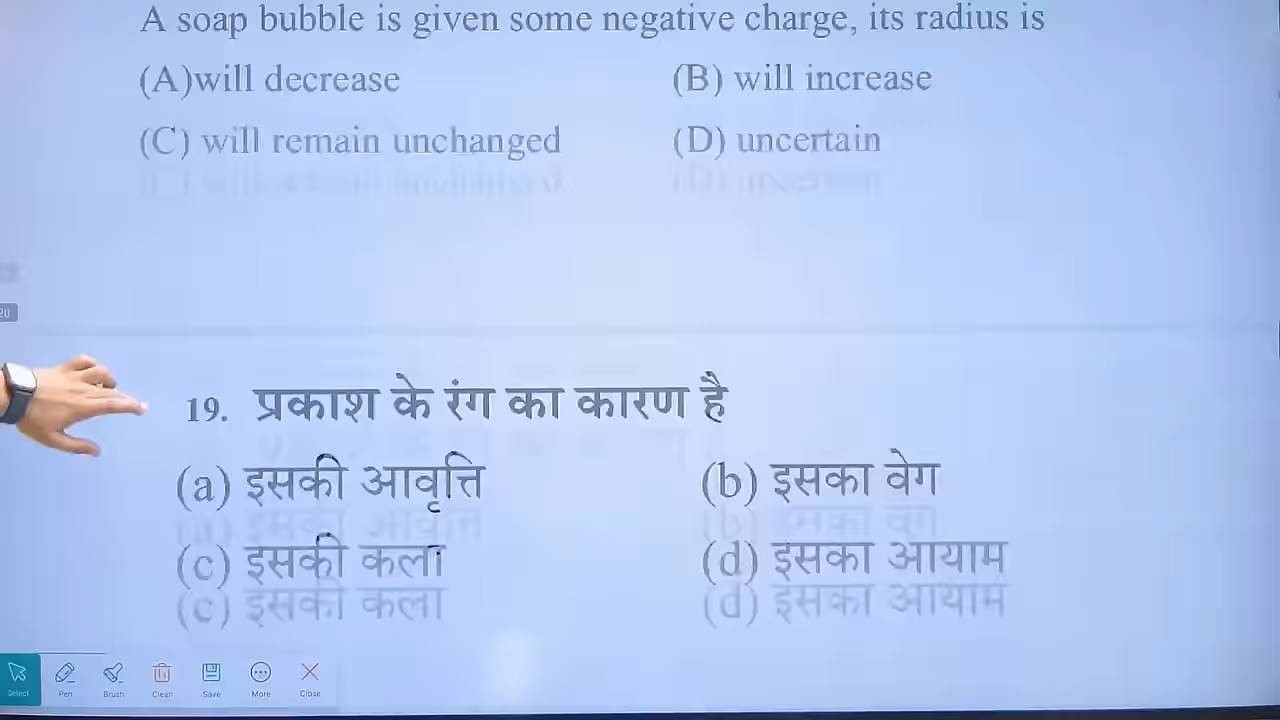 A soap bubble is given some negative charge, its radius is
(A)will decrease (B) will increase
(C) will remain unchanged (D) uncertain
20
19. प्रकाश के रंग का कारण है
(a) इसकी आवृत्ति (b) इसका वेग
(c) इसकी कला (d) इसका आयाम
Select Pen Brush Clean Save More Close